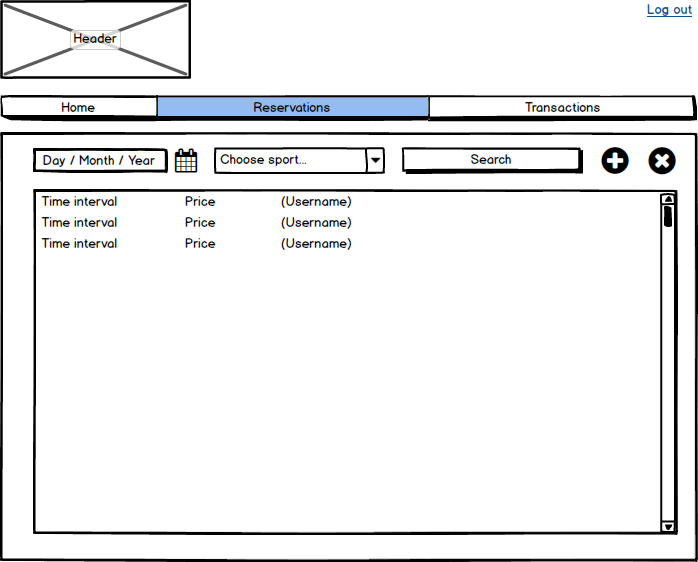 Log out
Header
Home Reservations Transactions
Day / Month / Year Choose sport... Search
Time interval Price (Username)
Time interval Price (Username)
Time interval Price (Username)